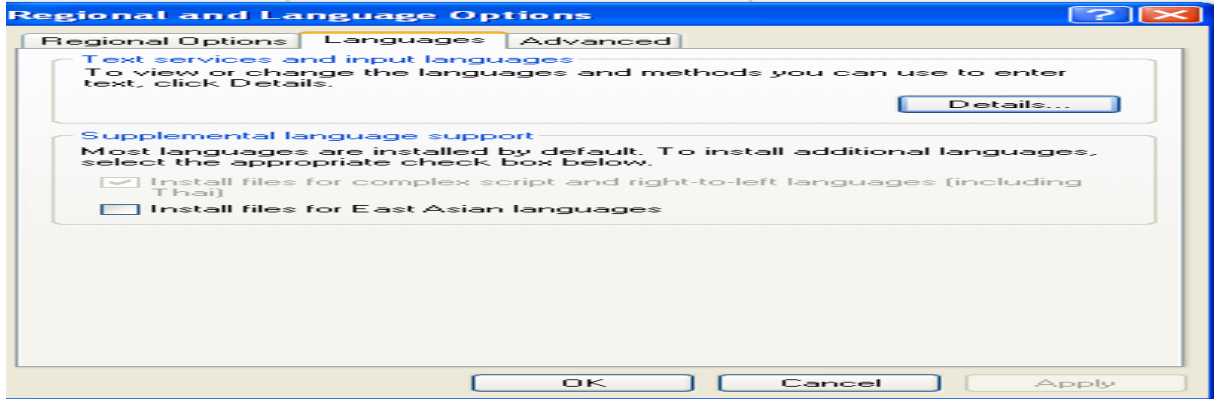 Regional and Language Options
Regional Options Languages Advanced
Text services and input languages
To view or change the languages and methods you can use to enter
text, click Details.
Details...
Supplemental language support
Most languages are installed by default. To install additional languages,
select the appropriate check box below.
Install files for complex script and right-to-left languages (including
Thai)
Install files for East Asian languages
OK Cancel Apply